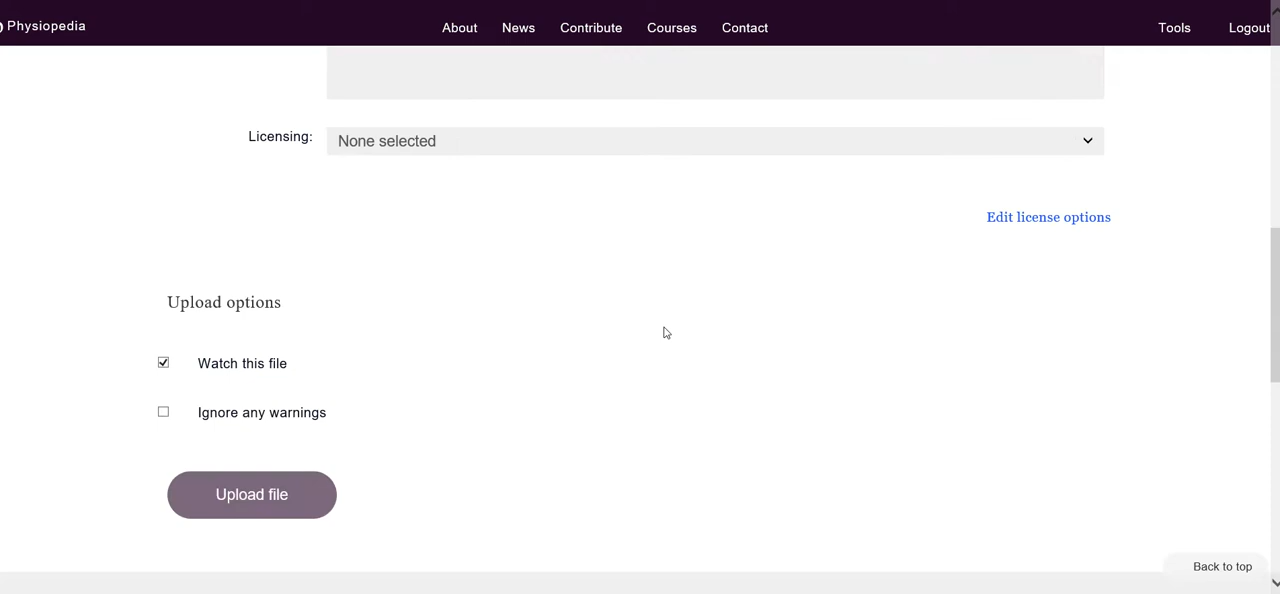 Physiopedia
About News Contribute Courses Contact Tools Logout
Licensing: None selected
Edit license options
Upload options
Watch this file
Ignore any warnings
Upload file
Back to top